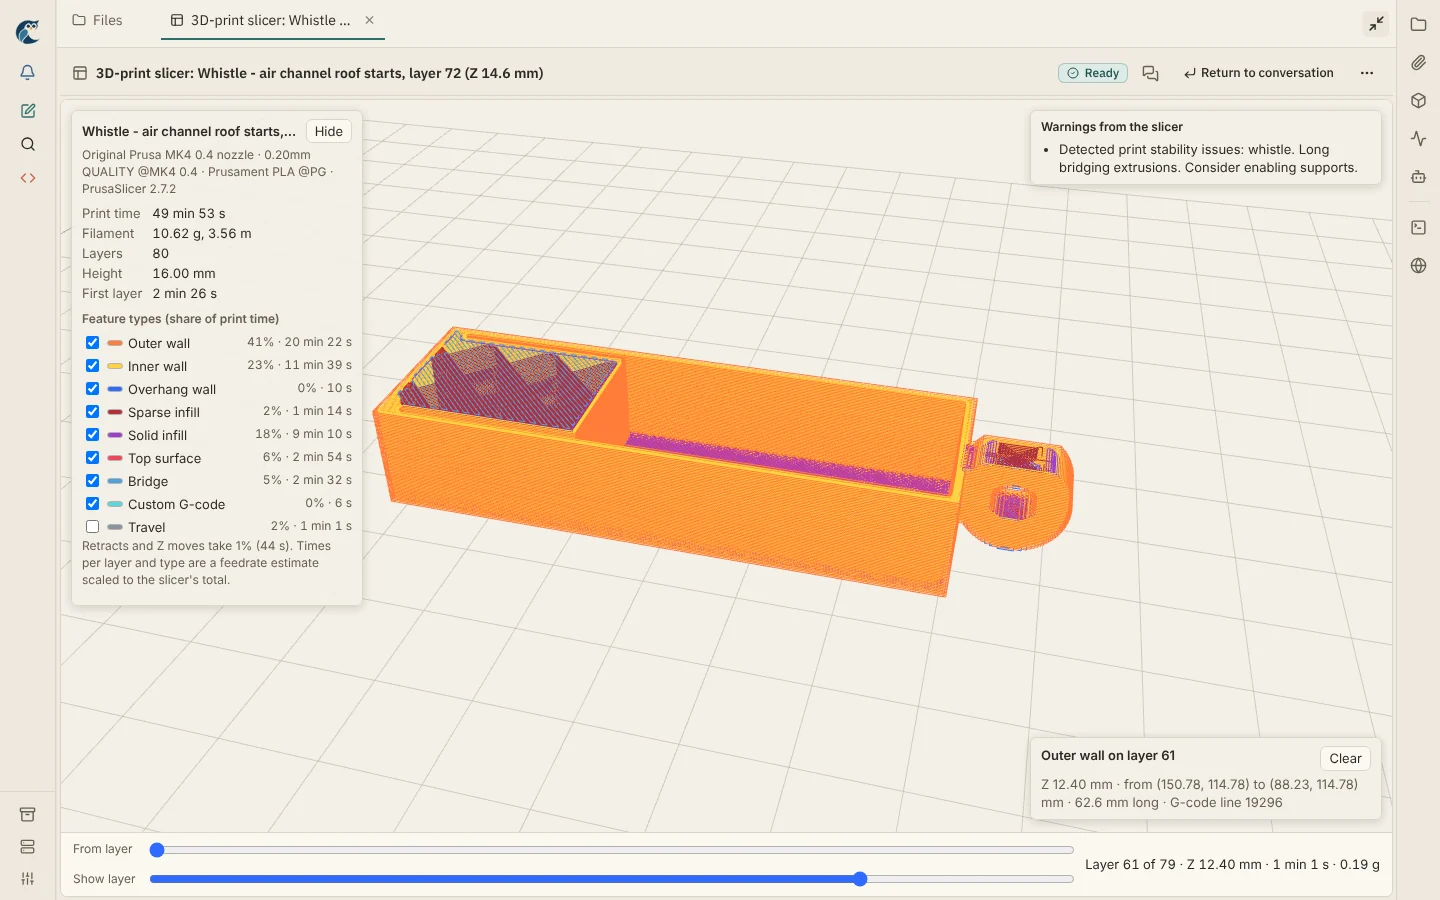 Files
3D-print slicer: Whistle ...
3D-print slicer: Whistle - air channel roof starts, layer 72 (Z 14.6 mm)
Ready
Return to conversation
Whistle - air channel roof starts,...
Hide
Original Prusa MK4 0.4 nozzle · 0.20mm
QUALITY @MK4 0.4 · Prusament PLA @PG ·
PrusaSlicer 2.7.2
Print time 49 min 53 s
Filament 10.62 g, 3.56 m
Layers 80
Height 16.00 mm
First layer 2 min 26 s
Feature types (share of print time)
Outer wall 41% · 20 min 22 s
Inner wall 23% · 11 min 39 s
Overhang wall 0% · 10 s
Sparse infill 2% · 1 min 14 s
Solid infill 18% · 9 min 10 s
Top surface 6% · 2 min 54 s
Bridge 5% · 2 min 32 s
Custom G-code 0% · 6 s
Travel 2% · 1 min 1 s
Retracts and Z moves take 1% (44 s). Times
per layer and type are a feedrate estimate
scaled to the slicer's total.
Warnings from the slicer
• Detected print stability issues: whistle. Long
bridging extrusions. Consider enabling supports.
Outer wall on layer 61
Clear
Z 12.40 mm · from (150.78, 114.78) to (88.23, 114.78)
mm · 62.6 mm long · G-code line 19296
From layer
Show layer
Layer 61 of 79 · Z 12.40 mm · 1 min 1 s · 0.19 g